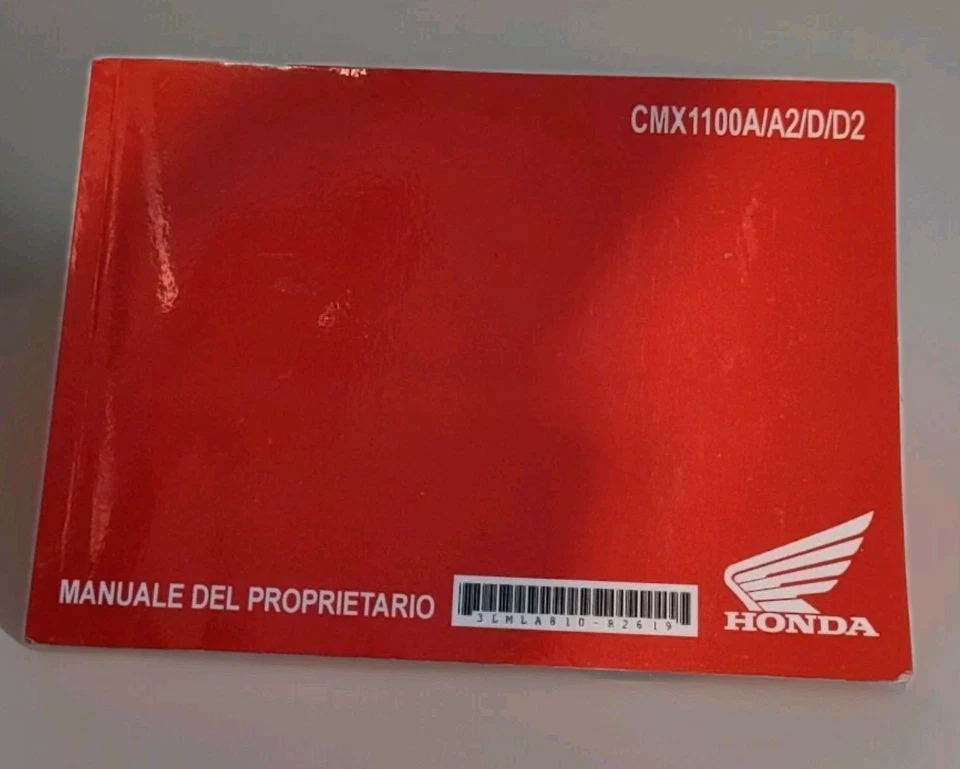 CMX1100A/A2/D/D2
MANUALE DEL PROPRIETARIO
3LMLA810-82619
HONDA